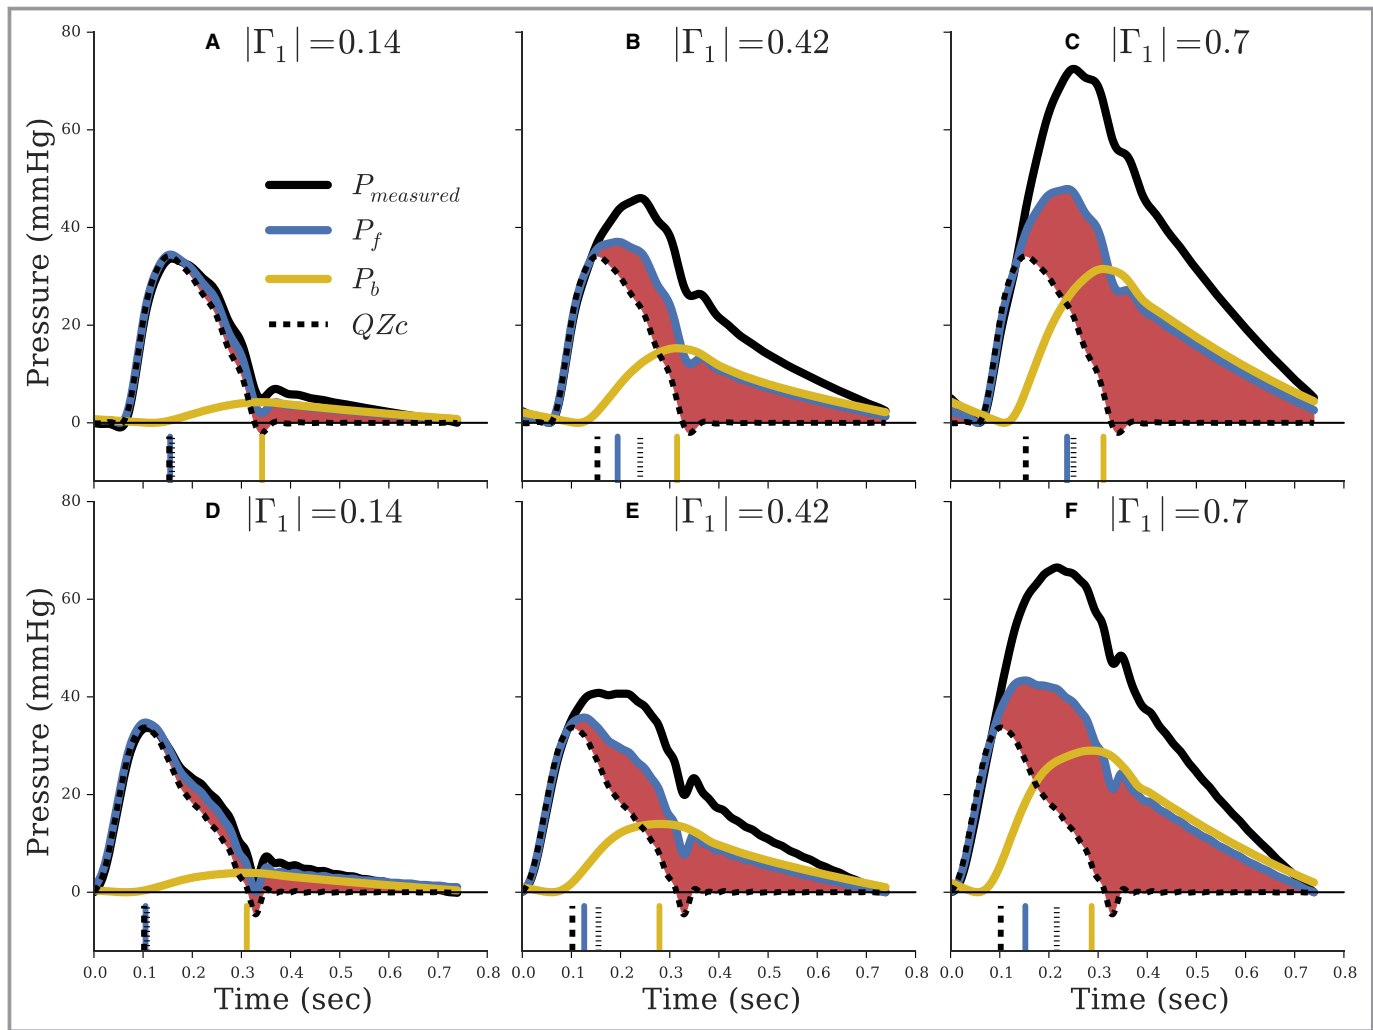 A |Γ₁|=0.14
B |Γ₁|=0.42
C |Γ₁|=0.7
80
60
40
20
0
Pressure (mmHg)
P_measured
P_f
P_b
QZc
D |Γ₁|=0.14
E |Γ₁|=0.42
F |Γ₁|=0.7
80
60
40
20
0
Pressure (mmHg)
0.0 0.1 0.2 0.3 0.4 0.5 0.6 0.7 0.8
0.0 0.1 0.2 0.3 0.4 0.5 0.6 0.7 0.8
0.0 0.1 0.2 0.3 0.4 0.5 0.6 0.7 0.8
Time (sec)
Time (sec)
Time (sec)